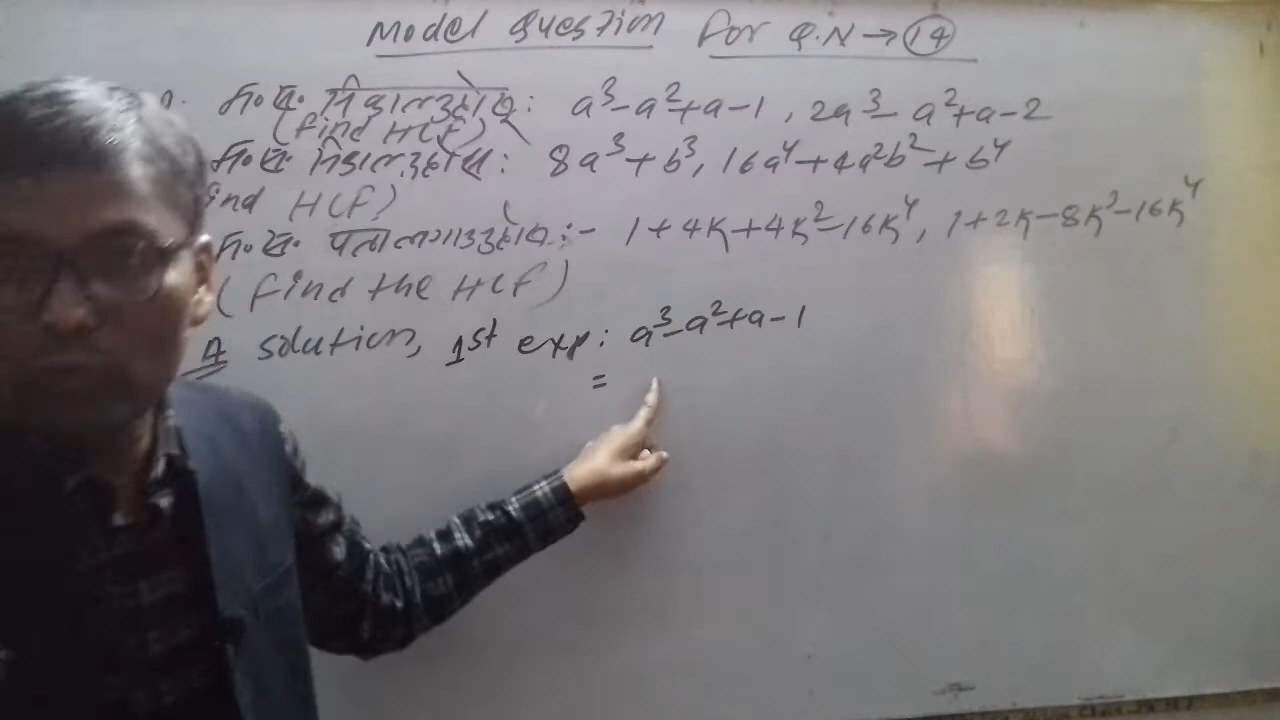 Model Question for Q.N → 14
म.स. निकाल्नुहोस्: a³-a²+a-1, 2a³-a²+a-2
(find HCF)
म.स. निकाल्नुहोस्: 8a³+b³, 16a⁴+4a²b²+b⁴
find HCF)
म.स. पत्ता लगाउनुहोस्:- 1+4k+4k²-16k⁴, 1+2k-8k³-16k⁴
(find the HCF)
solution, 1st exp: a³-a²+a-1
=